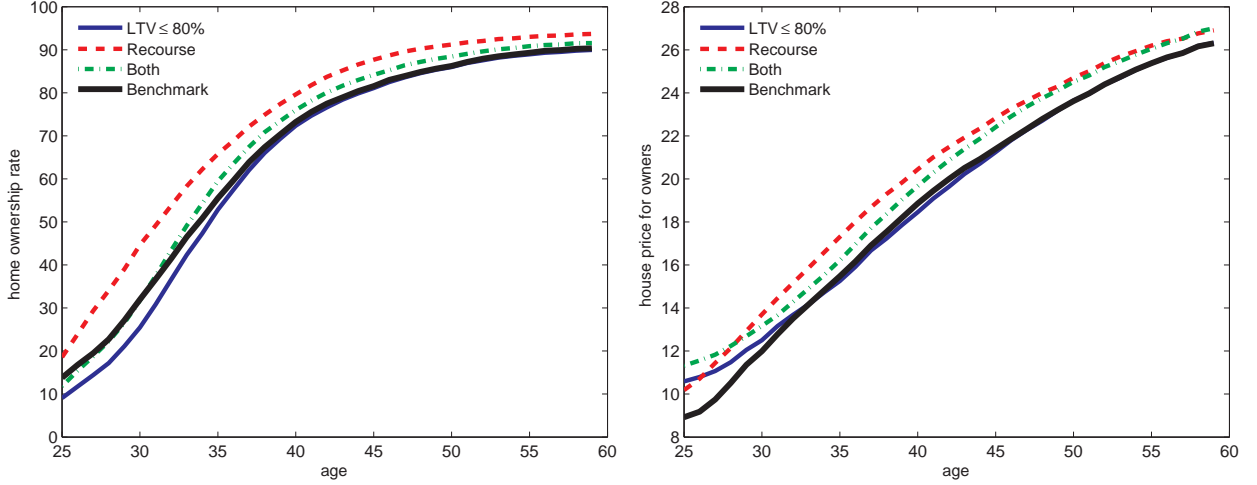 LTV ≤ 80%
Recourse
Both
Benchmark
home ownership rate
100
90
80
70
60
50
40
30
20
10
0
25 30 35 40 45 50 55 60
age
LTV ≤ 80%
Recourse
Both
Benchmark
house price for owners
28
26
24
22
20
18
16
14
12
10
8
25 30 35 40 45 50 55 60
age